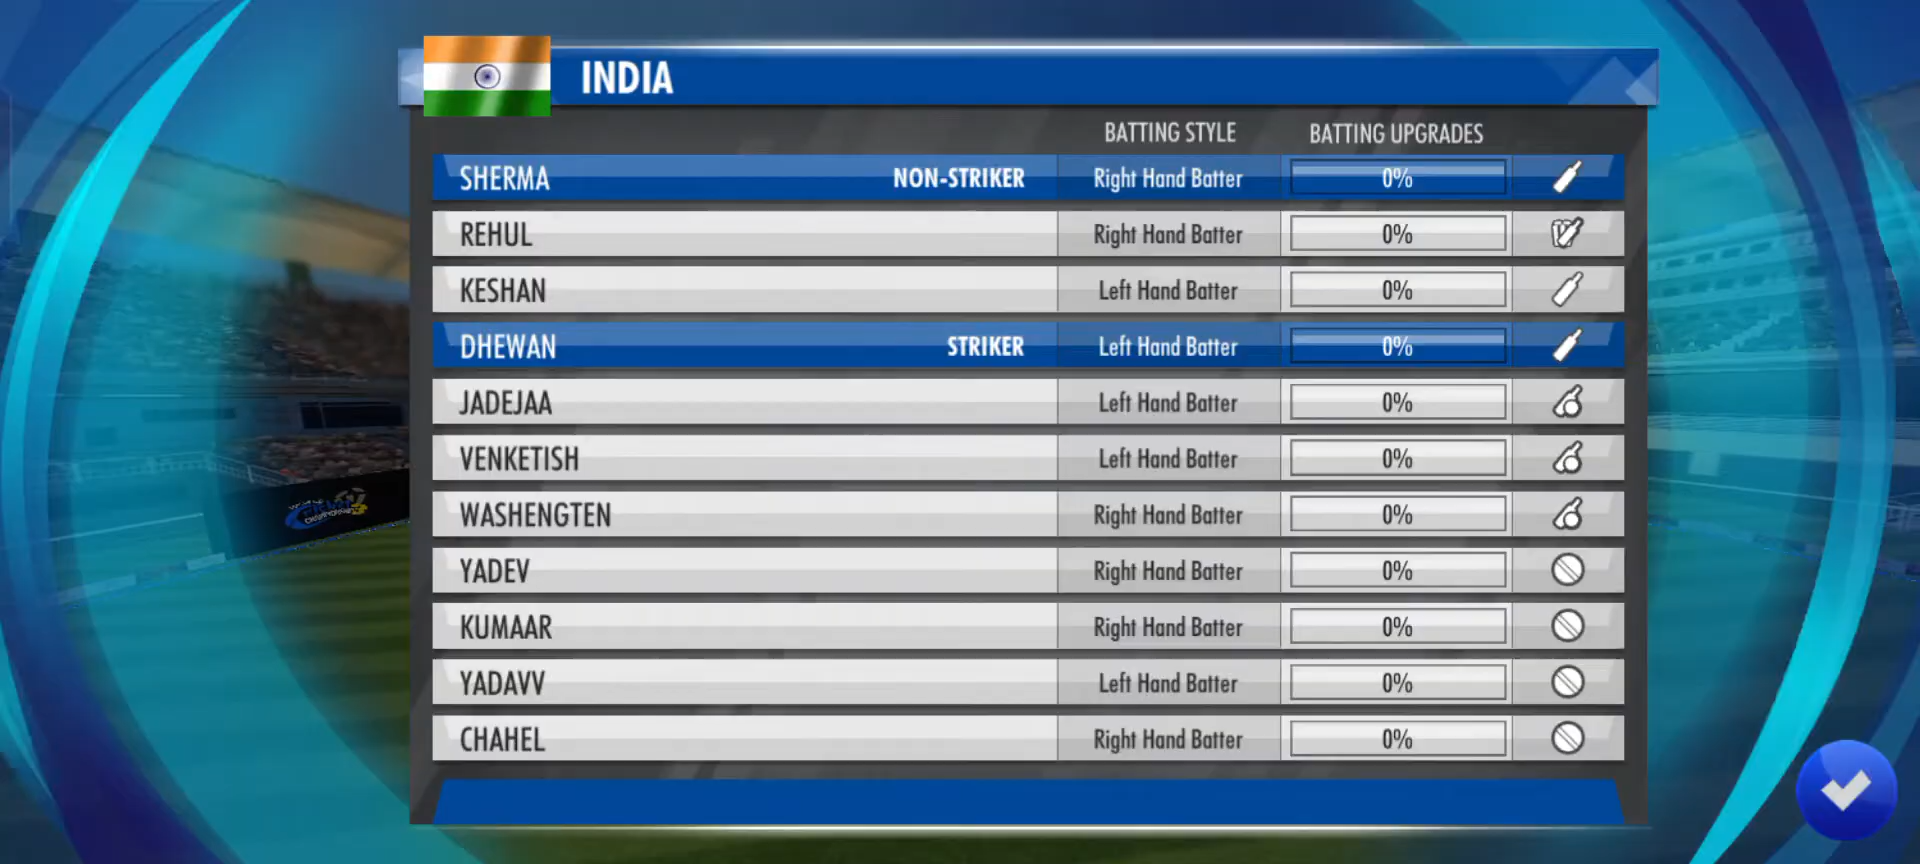 INDIA
BATTING STYLE BATTING UPGRADES
SHERMA NON-STRIKER Right Hand Batter 0%
REHUL Right Hand Batter 0%
KESHAN Left Hand Batter 0%
DHEWAN STRIKER Left Hand Batter 0%
JADEJAA Left Hand Batter 0%
VENKETISH Left Hand Batter 0%
WASHENGTEN Right Hand Batter 0%
YADEV Right Hand Batter 0%
KUMAAR Right Hand Batter 0%
YADAVV Left Hand Batter 0%
CHAHEL Right Hand Batter 0%